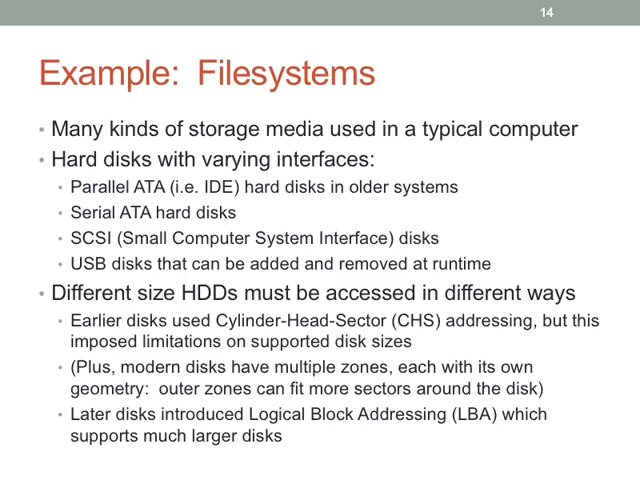 14
Example:  Filesystems
• Many kinds of storage media used in a typical computer
• Hard disks with varying interfaces:
• Parallel ATA (i.e. IDE) hard disks in older systems
• Serial ATA hard disks
• SCSI (Small Computer System Interface) disks
• USB disks that can be added and removed at runtime
• Different size HDDs must be accessed in different ways
• Earlier disks used Cylinder-Head-Sector (CHS) addressing, but this
imposed limitations on supported disk sizes
• (Plus, modern disks have multiple zones, each with its own
geometry:  outer zones can fit more sectors around the disk)
• Later disks introduced Logical Block Addressing (LBA) which
supports much larger disks